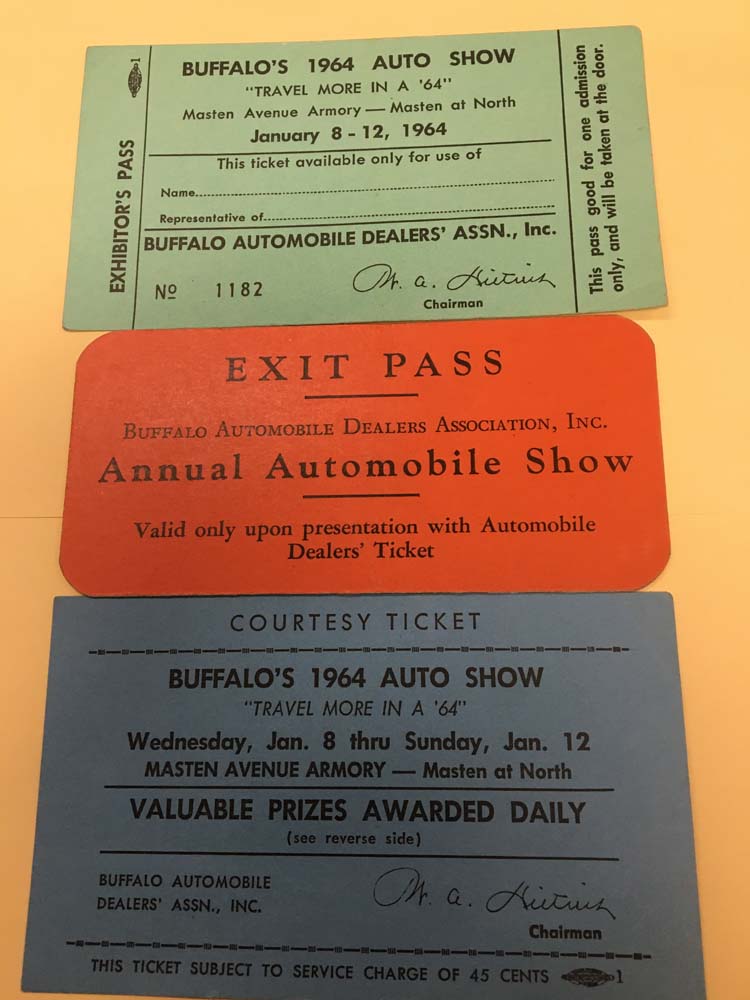 BUFFALO'S 1964 AUTO SHOW
"TRAVEL MORE IN A '64"
Masten Avenue Armory — Masten at North
January 8 - 12, 1964
This ticket available only for use of
Name
Representative of
BUFFALO AUTOMOBILE DEALERS' ASSN., Inc.
Nº 1182
Chairman
EXHIBITOR'S PASS
1
This pass good for one admission
only, and will be taken at the door.
EXIT PASS
BUFFALO AUTOMOBILE DEALERS ASSOCIATION, INC.
Annual Automobile Show
Valid only upon presentation with Automobile
Dealers' Ticket
COURTESY TICKET
BUFFALO'S 1964 AUTO SHOW
"TRAVEL MORE IN A '64"
Wednesday, Jan. 8 thru Sunday, Jan. 12
MASTEN AVENUE ARMORY — Masten at North
VALUABLE PRIZES AWARDED DAILY
(see reverse side)
BUFFALO AUTOMOBILE
DEALERS' ASSN., INC.
Chairman
THIS TICKET SUBJECT TO SERVICE CHARGE OF 45 CENTS 1